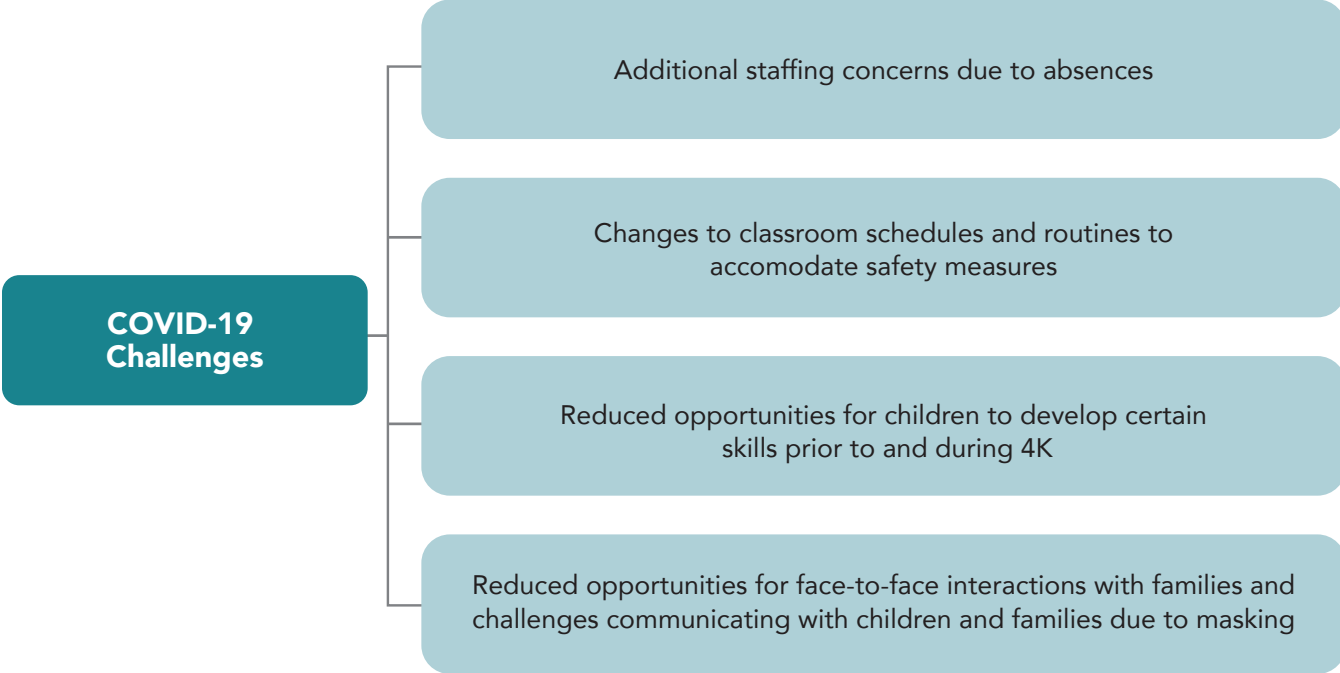 COVID-19
Challenges
Additional staffing concerns due to absences
Changes to classroom schedules and routines to
accomodate safety measures
Reduced opportunities for children to develop certain
skills prior to and during 4K
Reduced opportunities for face-to-face interactions with families and
challenges communicating with children and families due to masking